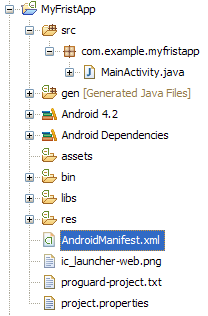 MyFristApp
src
com.example.myfristapp
MainActivity.java
gen [Generated Java Files]
Android 4.2
Android Dependencies
assets
bin
libs
res
AndroidManifest.xml
ic_launcher-web.png
proguard-project.txt
project.properties